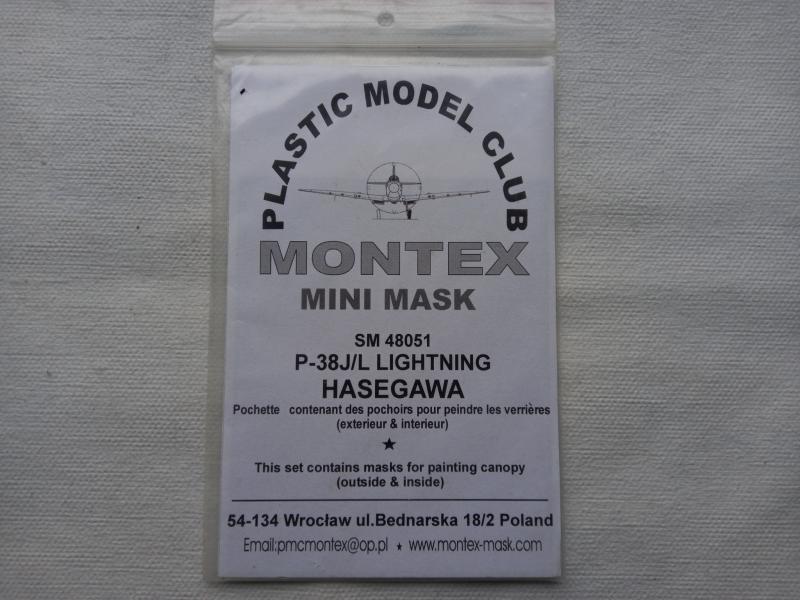 PLASTIC MODEL CLUB
MONTEX
MINI MASK
SM 48051
P-38J/L LIGHTNING
HASEGAWA
Pochette contenant des pochoirs pour peindre les verrières
(exterieur & interieur)
★
This set contains masks for painting canopy
(outside & inside)
54-134 Wrocław ul.Bednarska 18/2 Poland
Email:pmcmontex@op.pl ★ www.montex-mask.com